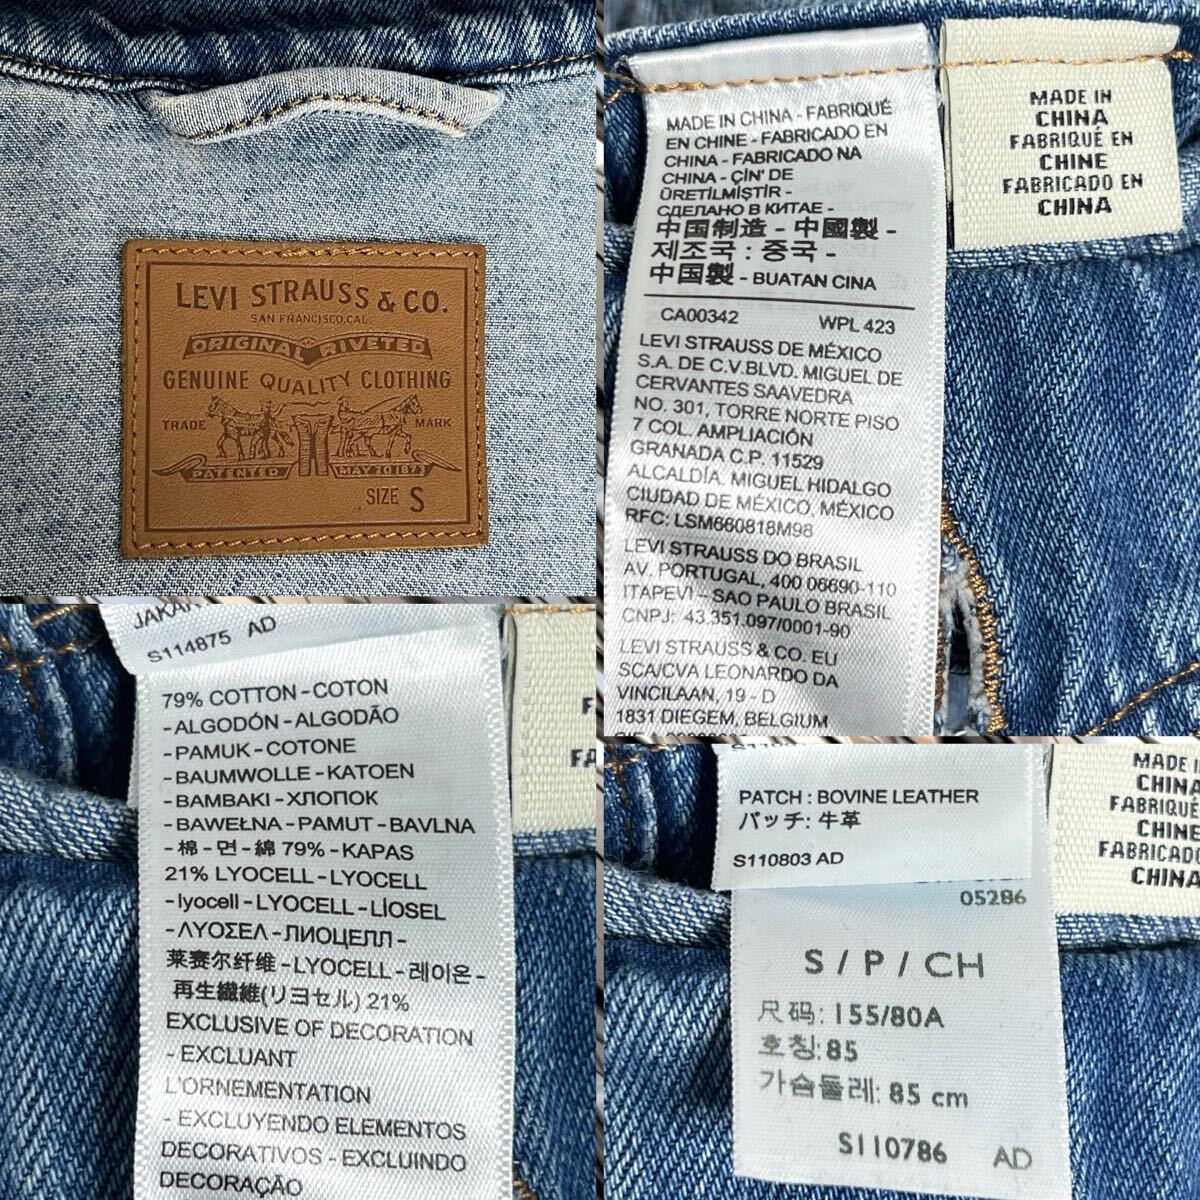 LEVI STRAUSS & CO.
SAN FRANCISCO, CAL.
ORIGINAL RIVETED
GENUINE QUALITY CLOTHING
TRADE MARK
PATENTED MAY 20 1873
SIZE S
MADE IN CHINA - FABRIQUÉ
EN CHINE - FABRICADO EN
CHINA - FABRICADO NA
CHINA - ÇİN' DE
ÜRETİLMİŞTİR -
СДЕЛАНО В КИТАЕ -
中国制造 - 中國製 -
제조국 : 중국 -
中国製 - BUATAN CINA
CA00342 WPL 423
LEVI STRAUSS DE MÉXICO
S.A. DE C.V.BLVD. MIGUEL DE
CERVANTES SAAVEDRA
NO. 301, TORRE NORTE PISO
7 COL. AMPLIACIÓN
GRANADA C.P. 11529
ALCALDÍA. MIGUEL HIDALGO
CIUDAD DE MÉXICO, MÉXICO
RFC: LSM660818M98
LEVI STRAUSS DO BRASIL
AV. PORTUGAL, 400 06690-110
ITAPEVI – SAO PAULO BRASIL
CNPJ: 43.351.097/0001-90
LEVI STRAUSS & CO. EU
SCA/CVA LEONARDO DA
VINCILAAN, 19 - D
1831 DIEGEM, BELGIUM
MADE IN
CHINA
FABRIQUÉ EN
CHINE
FABRICADO EN
CHINA
S114875 AD
79% COTTON - COTON
- ALGODÓN - ALGODÃO
- PAMUK - COTONE
- BAUMWOLLE - KATOEN
- ΒΑΜΒΑΚΙ - ХЛОПОК
- BAWEŁNA - PAMUT - BAVLNA
- 棉 - 면 - 綿 79% - KAPAS
21% LYOCELL - LYOCELL
- lyocell - LYOCELL - LİOSEL
- ΛΥΟΣΕΛ - ЛИОЦЕЛЛ -
莱赛尔纤维 - LYOCELL - 레이온 -
再生繊維(リヨセル) 21%
EXCLUSIVE OF DECORATION
- EXCLUANT
L'ORNEMENTATION
- EXCLUYENDO ELEMENTOS
DECORATIVOS - EXCLUINDO
DECORAÇÃO
PATCH : BOVINE LEATHER
パッチ: 牛革
S110803 AD
05286
S / P / CH
尺码: 155/80A
호칭: 85
가슴둘레: 85 cm
S110786 AD
MADE
CHINA
FABRIQUÉ
CHINE
FABRICADO
CHINA